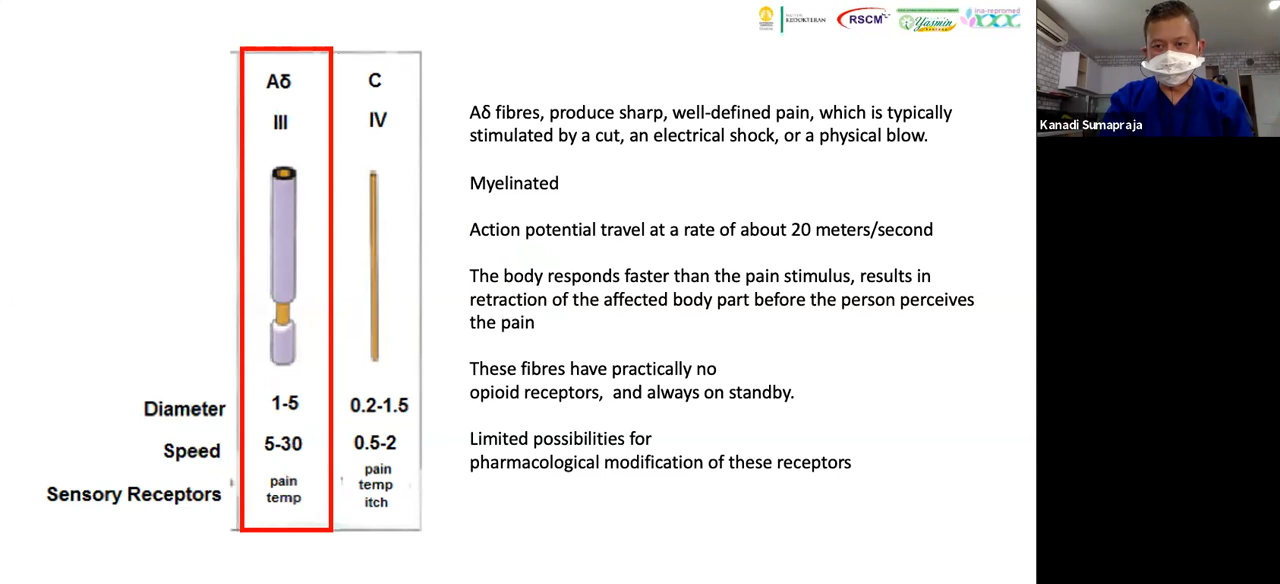 KEDOKTERAN
RSCM
Yasmin
ina-repromed
Kanadi Sumapraja
Aδ
C
III
IV
Diameter
1-5
0.2-1.5
Speed
5-30
0.5-2
Sensory Receptors
pain
temp
pain
temp
itch
Aδ fibres, produce sharp, well-defined pain, which is typically
stimulated by a cut, an electrical shock, or a physical blow.
Myelinated
Action potential travel at a rate of about 20 meters/second
The body responds faster than the pain stimulus, results in
retraction of the affected body part before the person perceives
the pain
These fibres have practically no
opioid receptors, and always on standby.
Limited possibilities for
pharmacological modification of these receptors